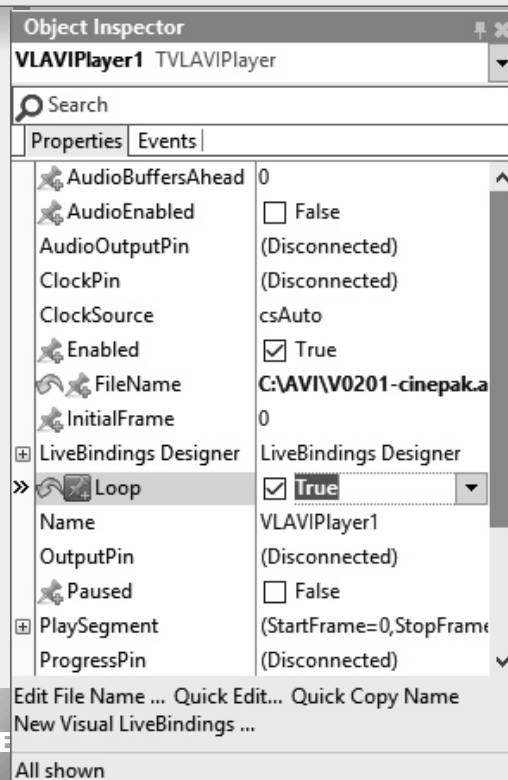 Object Inspector
VLAVIPlayer1 TVLAVIPlayer
Search
Properties Events
AudioBuffersAhead 0
AudioEnabled False
AudioOutputPin (Disconnected)
ClockPin (Disconnected)
ClockSource csAuto
Enabled True
FileName C:\AVI\V0201-cinepak.a
InitialFrame 0
LiveBindings Designer LiveBindings Designer
Loop True
Name VLAVIPlayer1
OutputPin (Disconnected)
Paused False
PlaySegment (StartFrame=0,StopFrame
ProgressPin (Disconnected)
Edit File Name ... Quick Edit... Quick Copy Name
New Visual LiveBindings ...
All shown